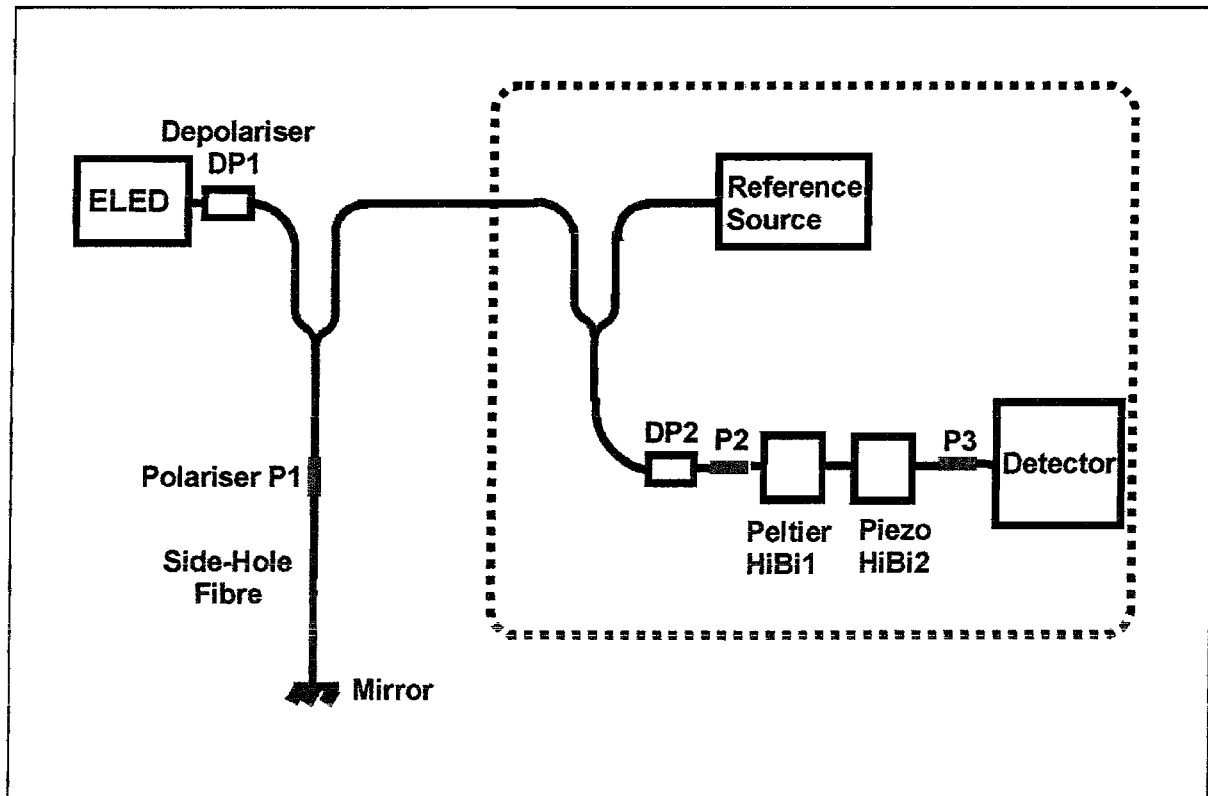 Depolariser
DP1
ELED
Reference
Source
DP2
P2
P3
Detector
Polariser P1
Peltier
HiBi1
Piezo
HiBi2
Side-Hole
Fibre
Mirror